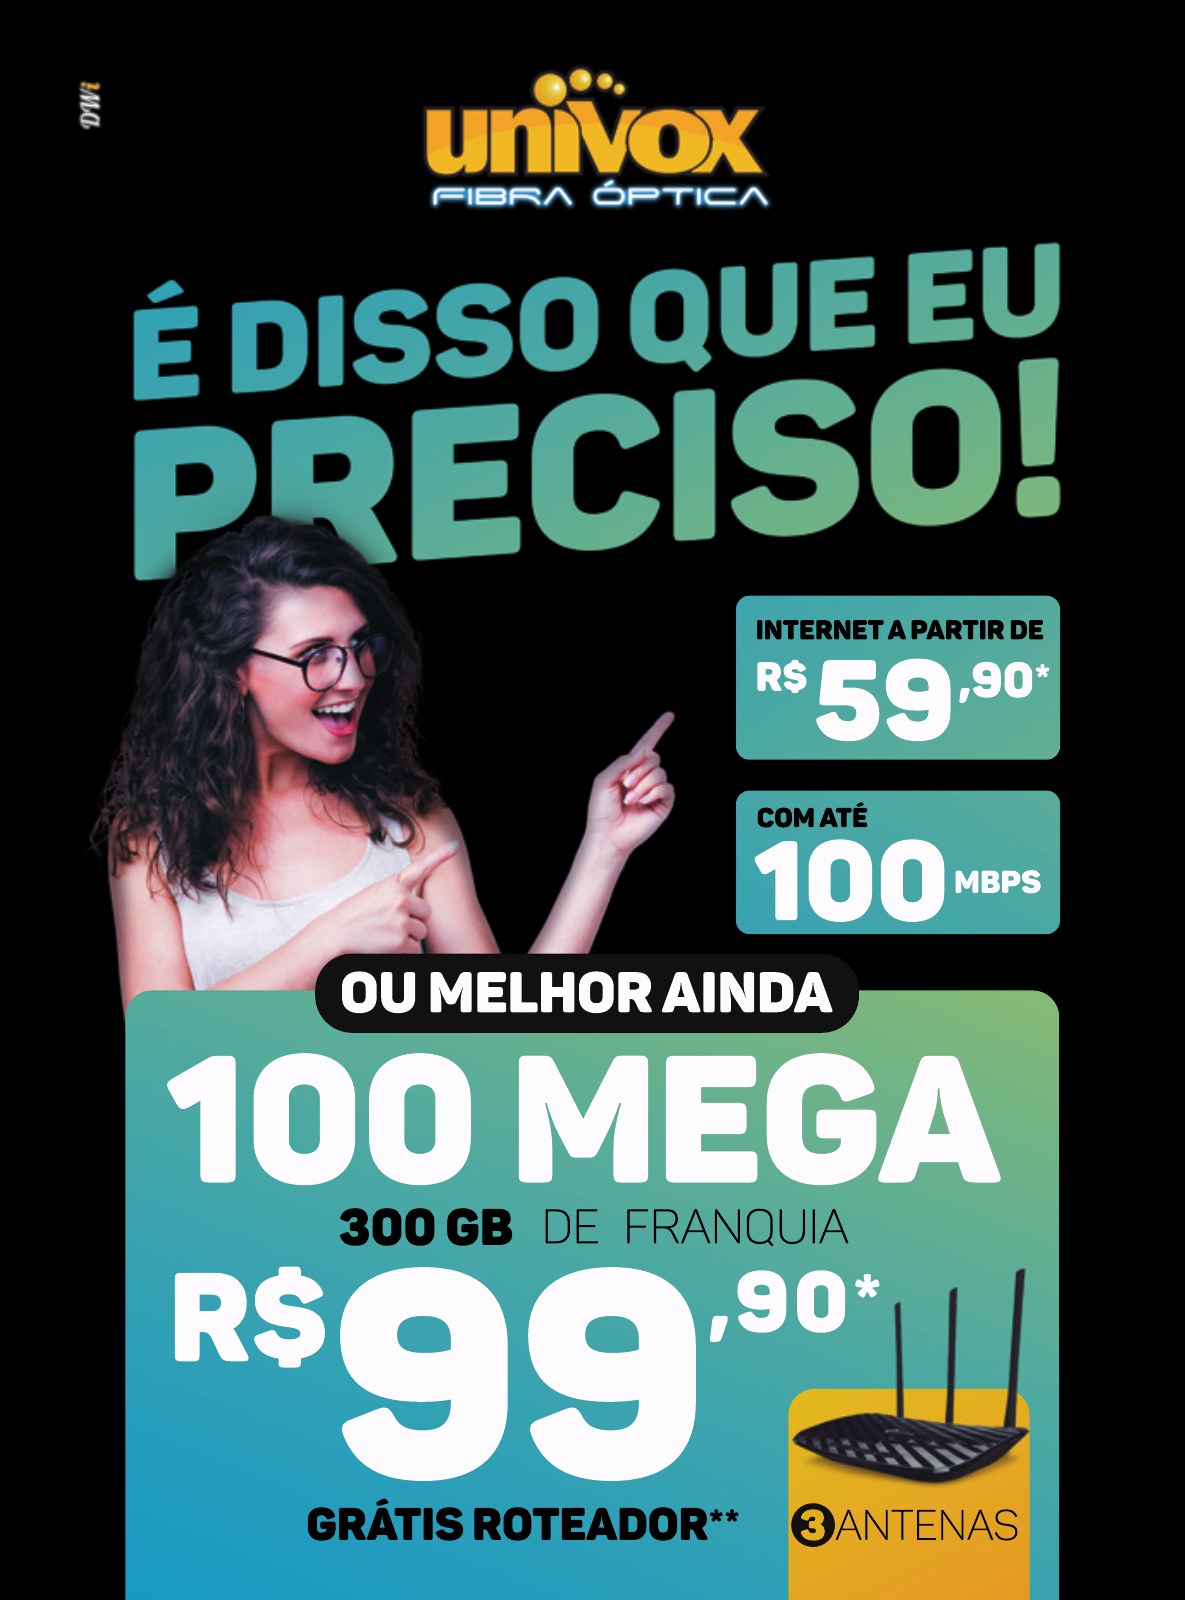 DWi
univox
FIBRA ÓPTICA
É DISSO QUE EU
PRECISO!
INTERNET A PARTIR DE
R$ 59,90*
COM ATÉ
100 MBPS
OU MELHOR AINDA
100 MEGA
300 GB DE FRANQUIA
R$ 99,90*
GRÁTIS ROTEADOR**
3 ANTENAS